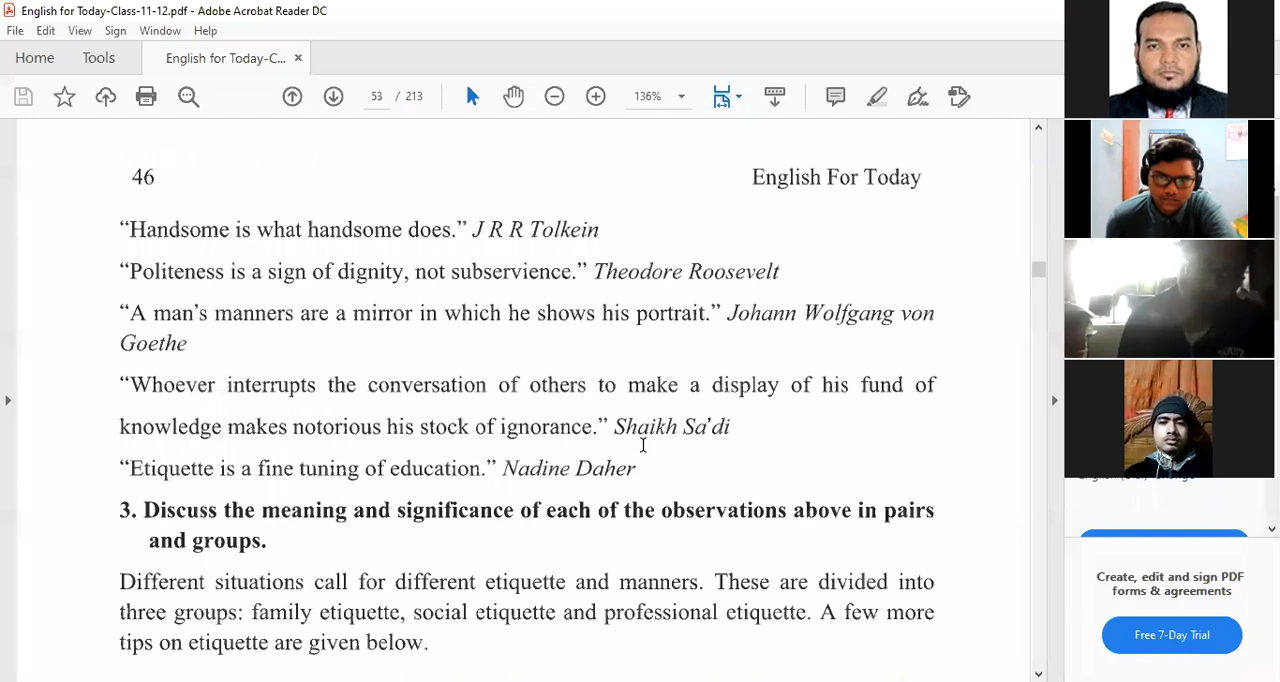 English for Today-Class-11-12.pdf - Adobe Acrobat Reader DC
File Edit View Sign Window Help
Home Tools English for Today-C... ×
53 / 213 136%
46 English For Today
“Handsome is what handsome does.” J R R Tolkein
“Politeness is a sign of dignity, not subservience.” Theodore Roosevelt
“A man’s manners are a mirror in which he shows his portrait.” Johann Wolfgang von
Goethe
“Whoever interrupts the conversation of others to make a display of his fund of
knowledge makes notorious his stock of ignorance.” Shaikh Sa’di
“Etiquette is a fine tuning of education.” Nadine Daher
3. Discuss the meaning and significance of each of the observations above in pairs
and groups.
Different situations call for different etiquette and manners. These are divided into
three groups: family etiquette, social etiquette and professional etiquette. A few more
tips on etiquette are given below.
Create, edit and sign PDF
forms & agreements
Free 7-Day Trial